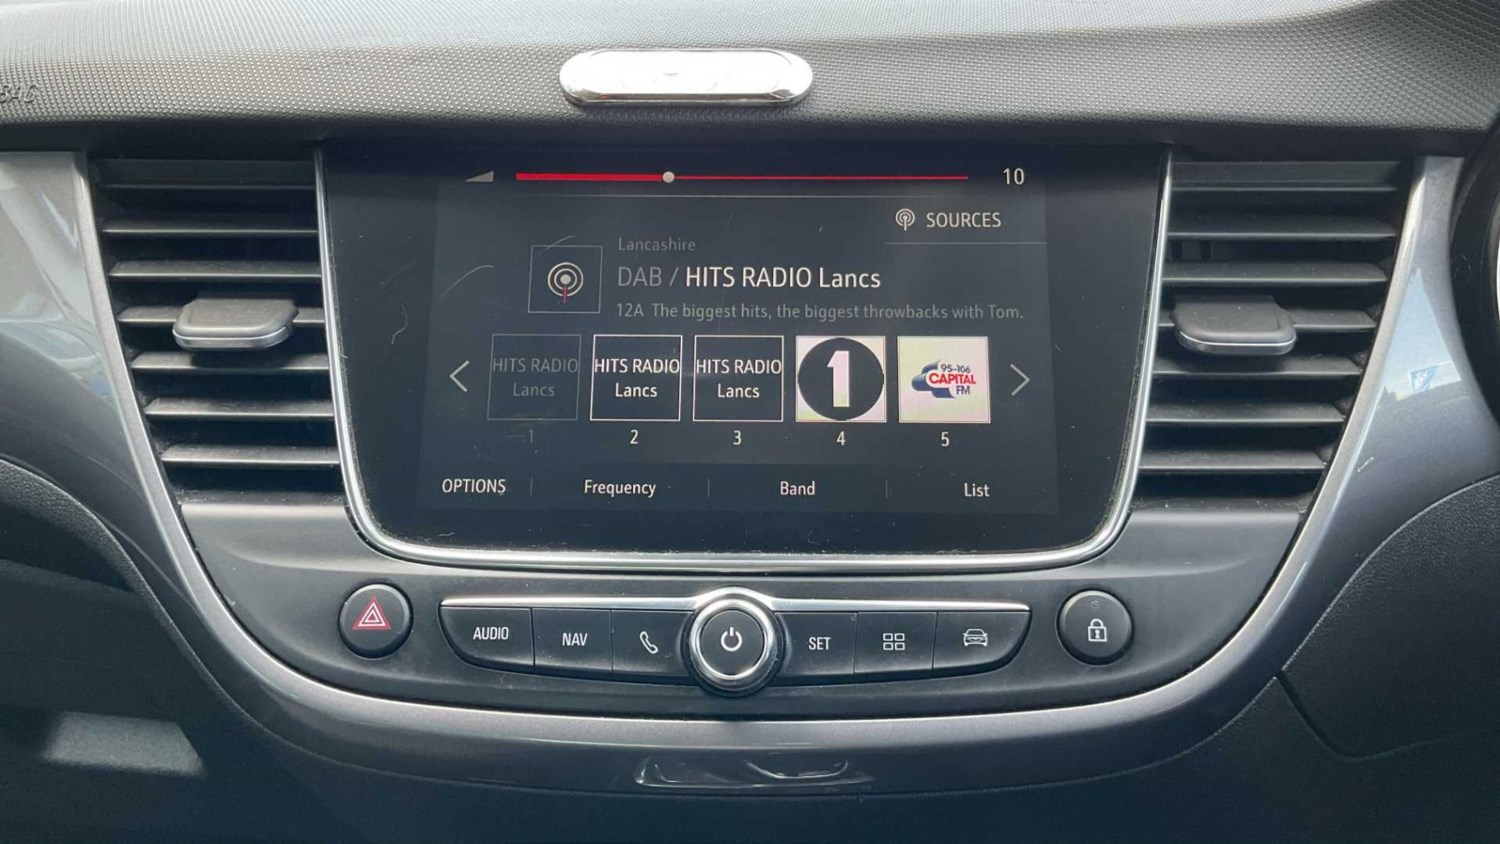 10
SOURCES
Lancashire
DAB / HITS RADIO Lancs
12A The biggest hits, the biggest throwbacks with Tom.
HITS RADIO
Lancs
HITS RADIO
Lancs
HITS RADIO
Lancs
1
95-106
CAPITAL
FM
1
2
3
4
5
OPTIONS
Frequency
Band
List
AUDIO
NAV
SET